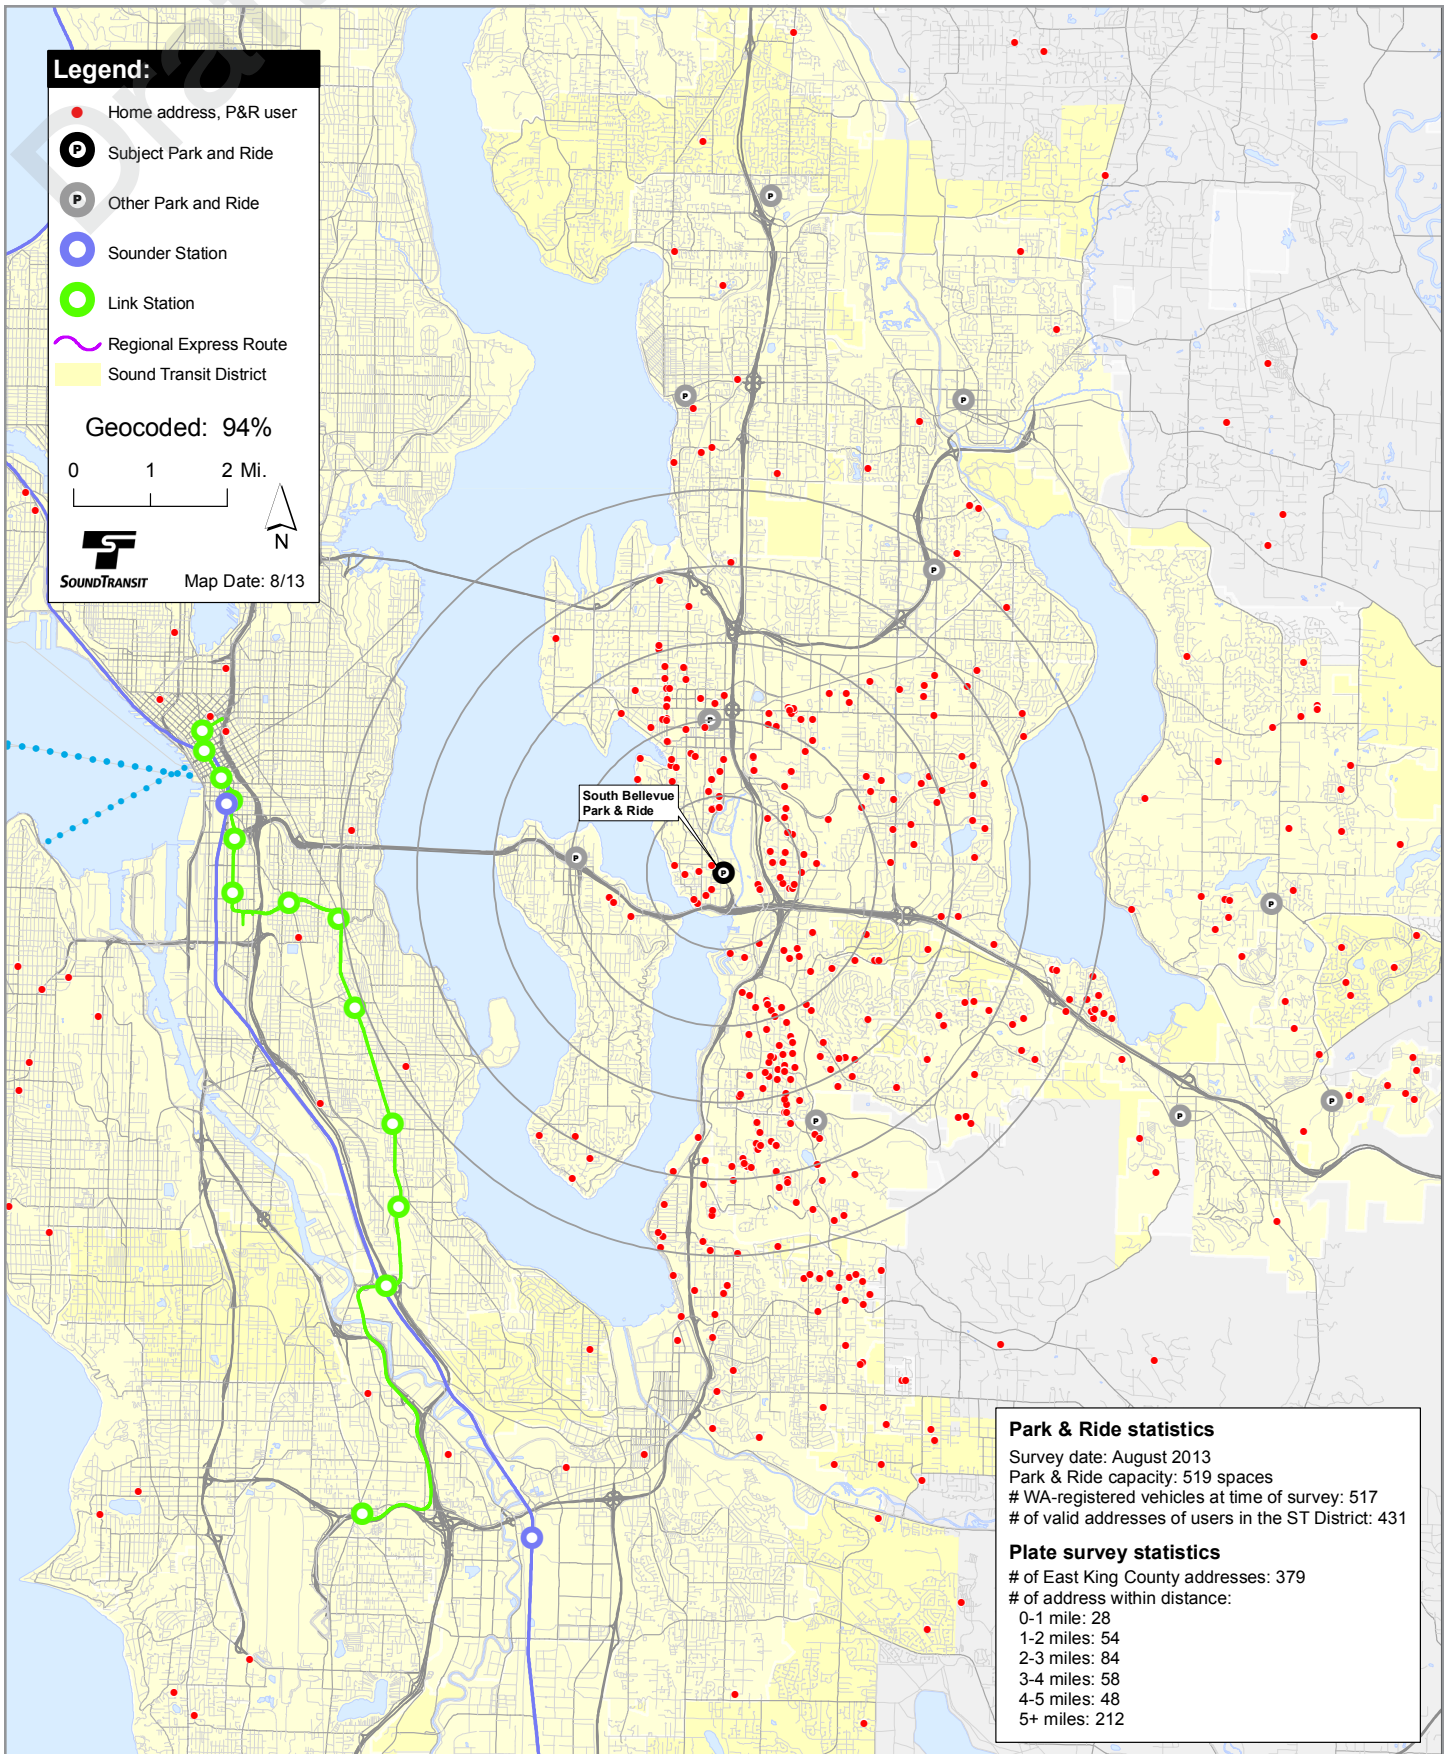 Draft
Legend:
Home address, P&R user
P Subject Park and Ride
P Other Park and Ride
Sounder Station
Link Station
Regional Express Route
Sound Transit District
Geocoded: 94%
0 1 2 Mi.
N
SOUNDTRANSIT Map Date: 8/13
P
P
P
P
P
South Bellevue
Park & Ride
P
P
P
P
P
P
Park & Ride statistics
Survey date: August 2013
Park & Ride capacity: 519 spaces
# WA-registered vehicles at time of survey: 517
# of valid addresses of users in the ST District: 431
Plate survey statistics
# of East King County addresses: 379
# of address within distance:
0-1 mile: 28
1-2 miles: 54
2-3 miles: 84
3-4 miles: 58
4-5 miles: 48
5+ miles: 212